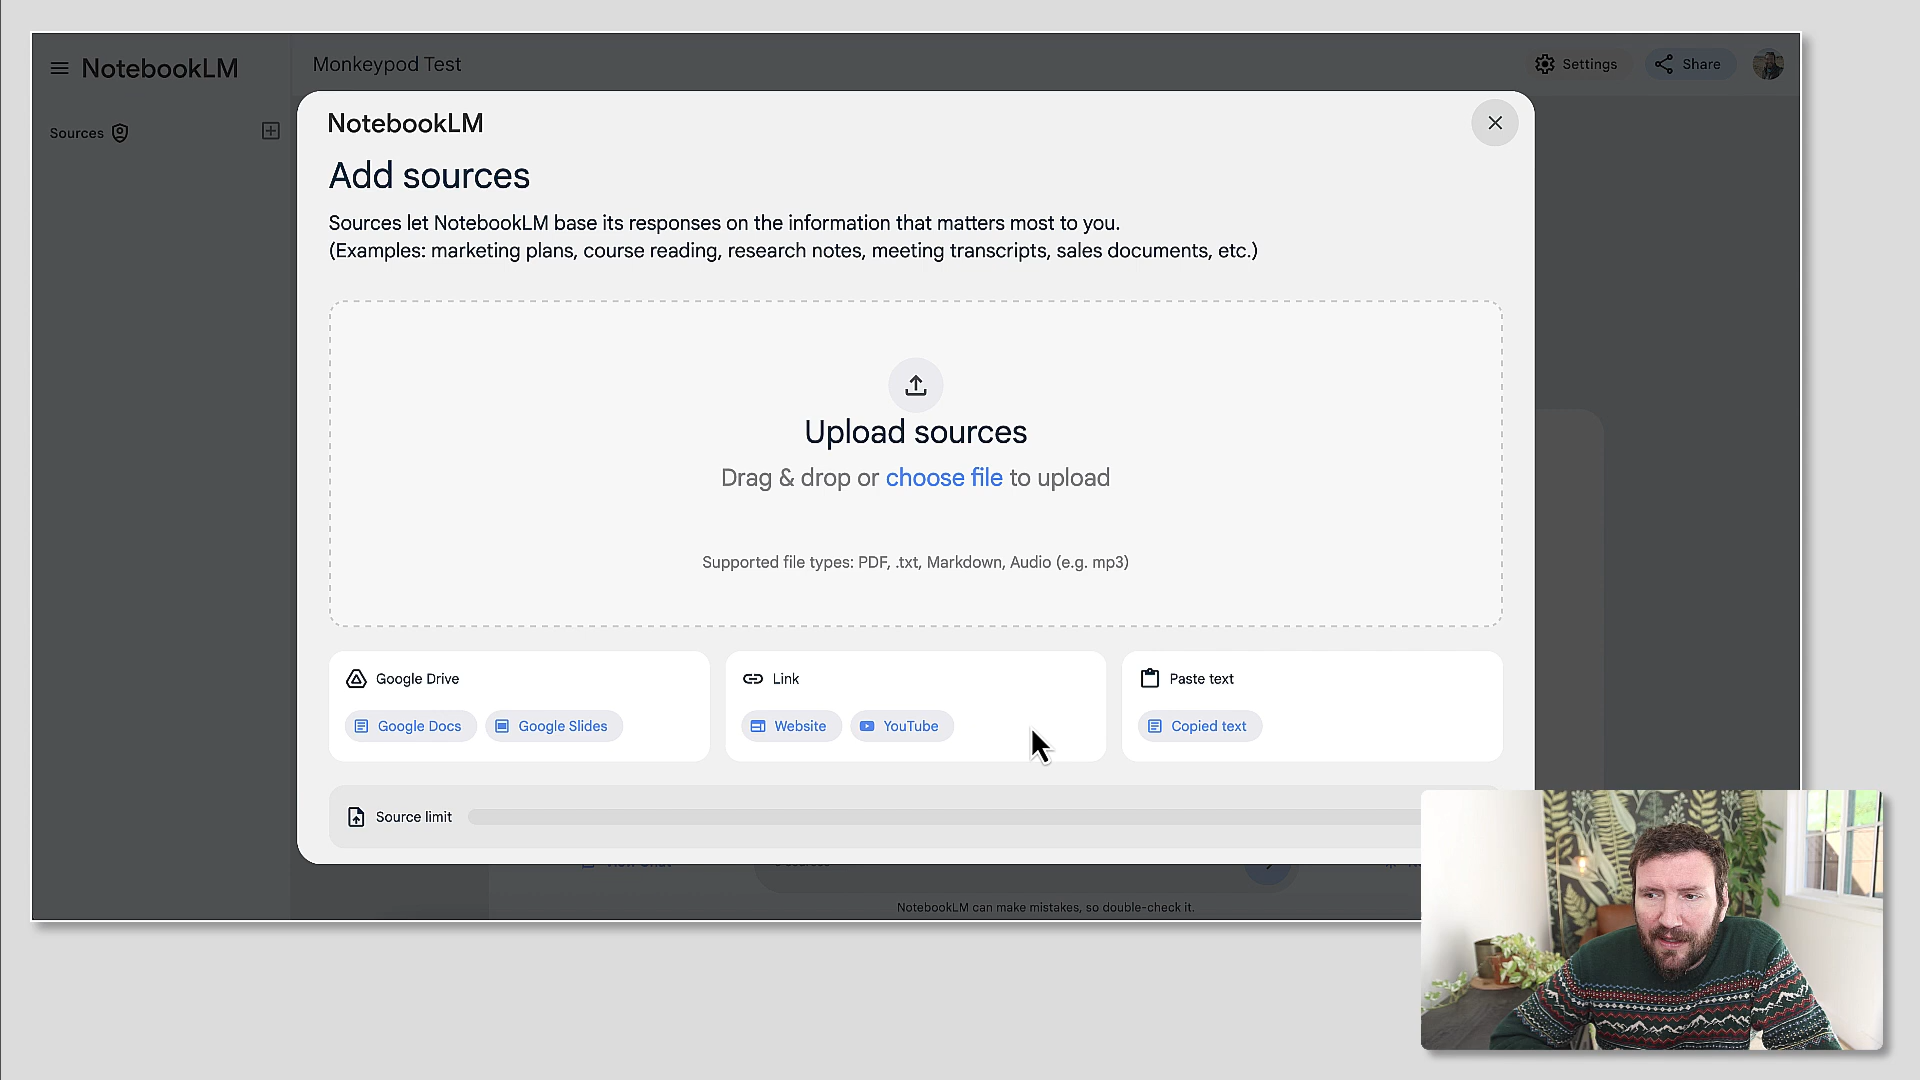 NotebookLM
Monkeypod Test
Settings
Share
Sources
NotebookLM
Add sources
Sources let NotebookLM base its responses on the information that matters most to you.
(Examples: marketing plans, course reading, research notes, meeting transcripts, sales documents, etc.)
Upload sources
Drag & drop or choose file to upload
Supported file types: PDF, .txt, Markdown, Audio (e.g. mp3)
Google Drive
Google Docs
Google Slides
Link
Website
YouTube
Paste text
Copied text
Source limit
NotebookLM can make mistakes, so double-check it.